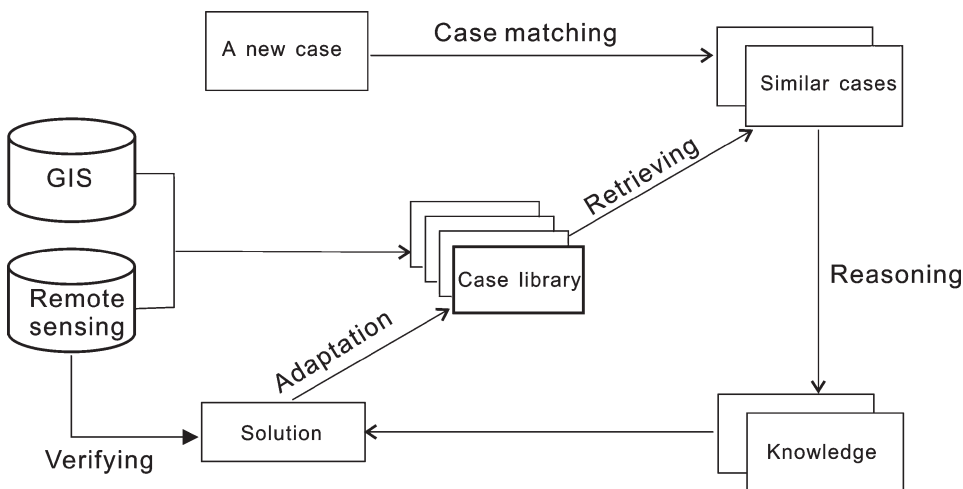 Case matching
A new case
Similar cases
GIS
Retrieving
Case library
Reasoning
Remote
sensing
Adaptation
Solution
Knowledge
Verifying